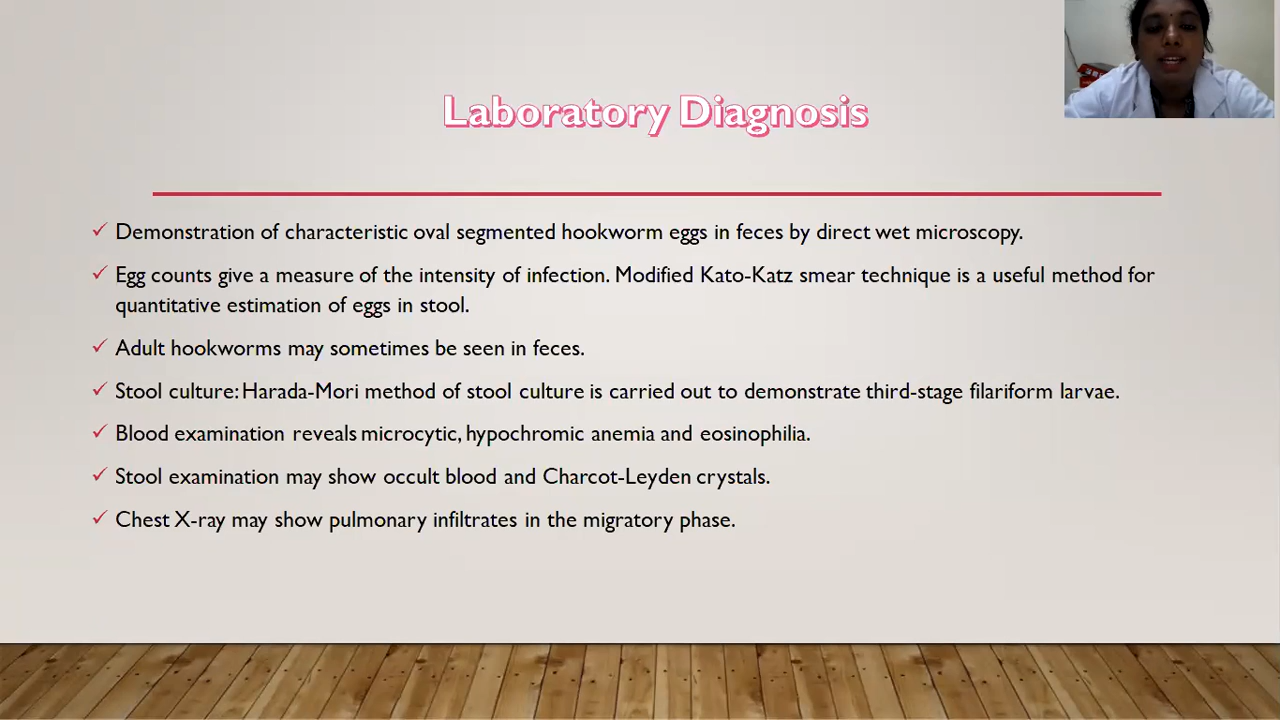 Laboratory Diagnosis
Demonstration of characteristic oval segmented hookworm eggs in feces by direct wet microscopy.
Egg counts give a measure of the intensity of infection. Modified Kato-Katz smear technique is a useful method for
quantitative estimation of eggs in stool.
Adult hookworms may sometimes be seen in feces.
Stool culture: Harada-Mori method of stool culture is carried out to demonstrate third-stage filariform larvae.
Blood examination reveals microcytic, hypochromic anemia and eosinophilia.
Stool examination may show occult blood and Charcot-Leyden crystals.
Chest X-ray may show pulmonary infiltrates in the migratory phase.